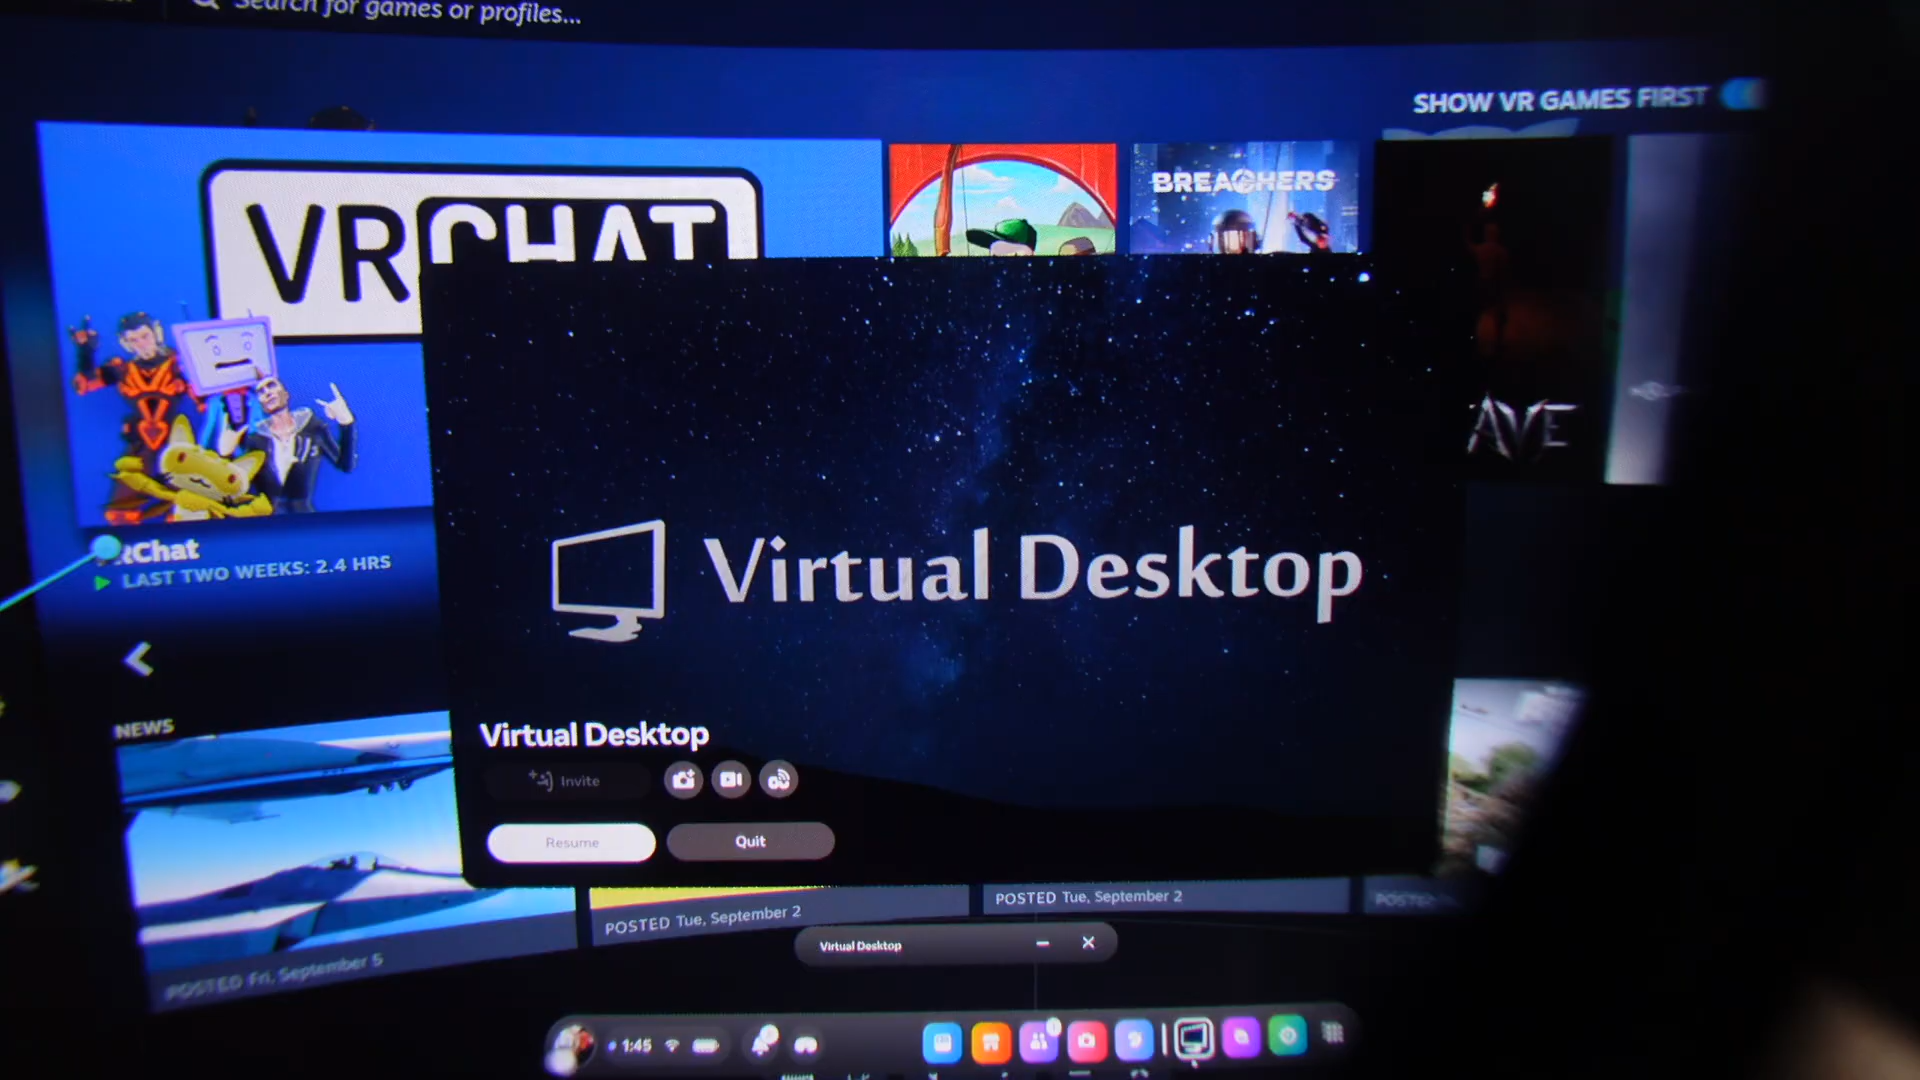 Search for games or profiles...
SHOW VR GAMES FIRST
VRCHAT
BREACHERS
LAST TWO WEEKS: 2.4 HRS
Virtual Desktop
NEWS
Virtual Desktop
Invite
Resume
Quit
POSTED Tue, September 2
POSTED Tue, September 2
POSTED
POSTED Fri, September 5
Virtual Desktop
1:45